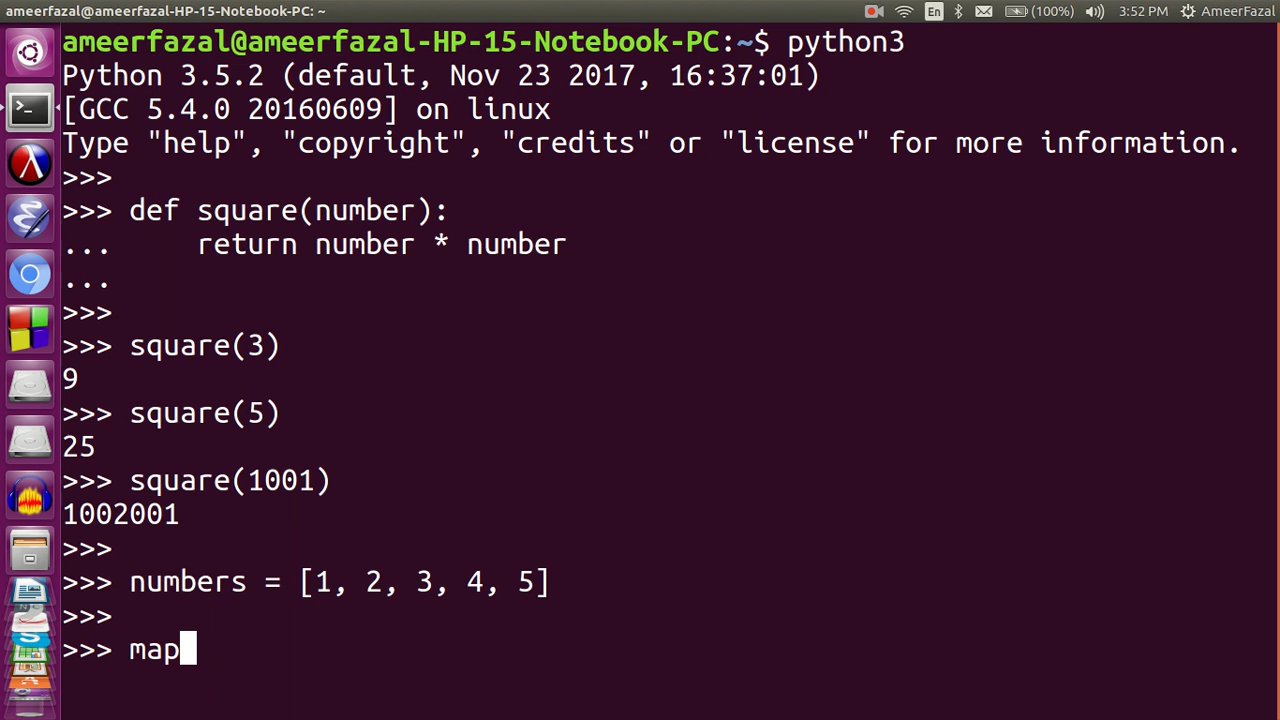 ameerfazal@ameerfazal-HP-15-Notebook-PC: ~
En
(100%)
3:52 PM
AmeerFazal
ameerfazal@ameerfazal-HP-15-Notebook-PC:~$ python3
Python 3.5.2 (default, Nov 23 2017, 16:37:01)
[GCC 5.4.0 20160609] on linux
Type "help", "copyright", "credits" or "license" for more information.
>>>
>>> def square(number):
...     return number * number
...
>>>
>>> square(3)
9
>>> square(5)
25
>>> square(1001)
1002001
>>>
>>> numbers = [1, 2, 3, 4, 5]
>>>
>>> map